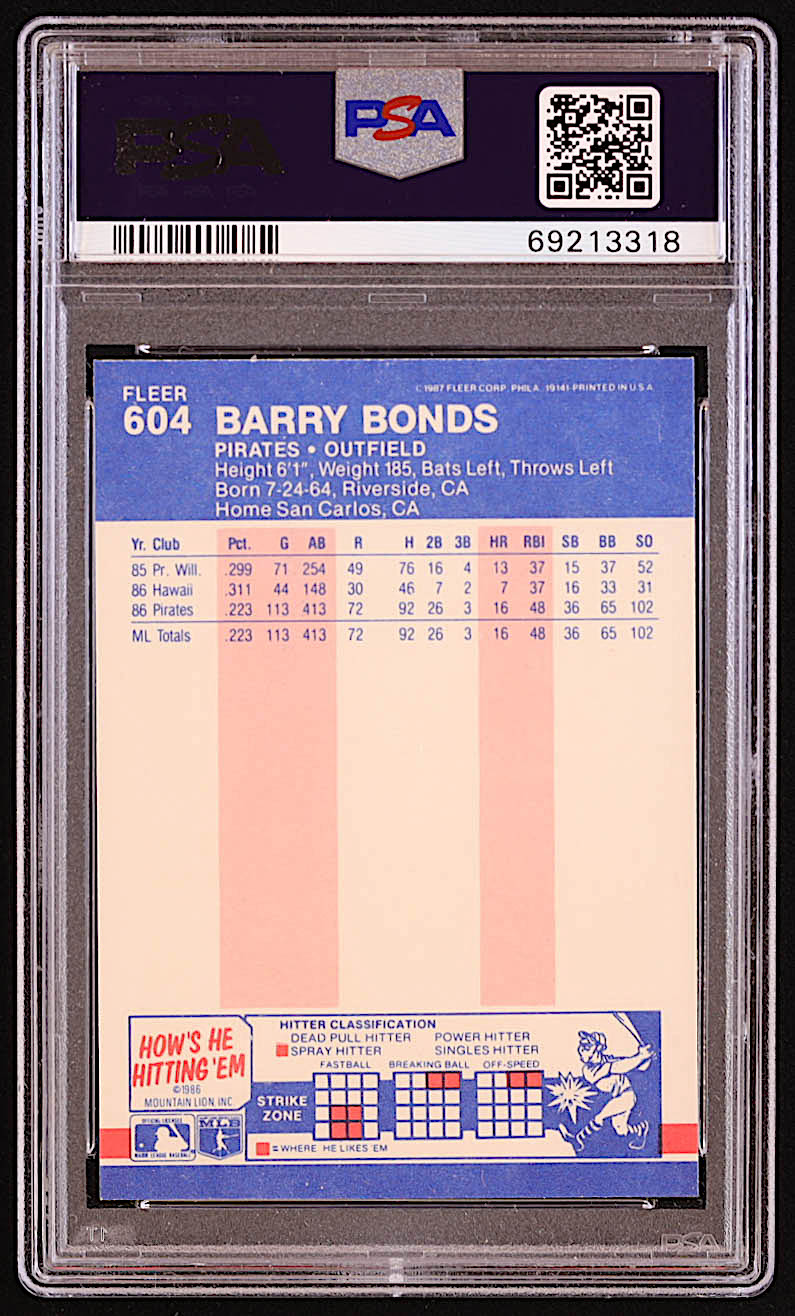 PSA
PSA
69213318
FLEER
604 BARRY BONDS
© 1987 FLEER CORP. PHILA. 19141-PRINTED IN U.S.A.
PIRATES • OUTFIELD
Height 6'1", Weight 185, Bats Left, Throws Left
Born 7-24-64, Riverside, CA
Home San Carlos, CA
Yr. Club Pct. G AB R H 2B 3B HR RBI SB BB SO
85 Pr. Will. .299 71 254 49 76 16 4 13 37 15 37 52
86 Hawaii .311 44 148 30 46 7 2 7 37 16 33 31
86 Pirates .223 113 413 72 92 26 3 16 48 36 65 102
ML Totals .223 113 413 72 92 26 3 16 48 36 65 102
HOW'S HE
HITTING 'EM
©1986
MOUNTAIN LION, INC.
HITTER CLASSIFICATION
DEAD PULL HITTER POWER HITTER
SPRAY HITTER SINGLES HITTER
FASTBALL BREAKING BALL OFF-SPEED
STRIKE
ZONE
= WHERE HE LIKES 'EM
OFFICIAL LICENSEE
MAJOR LEAGUE BASEBALL
MLB
PSA